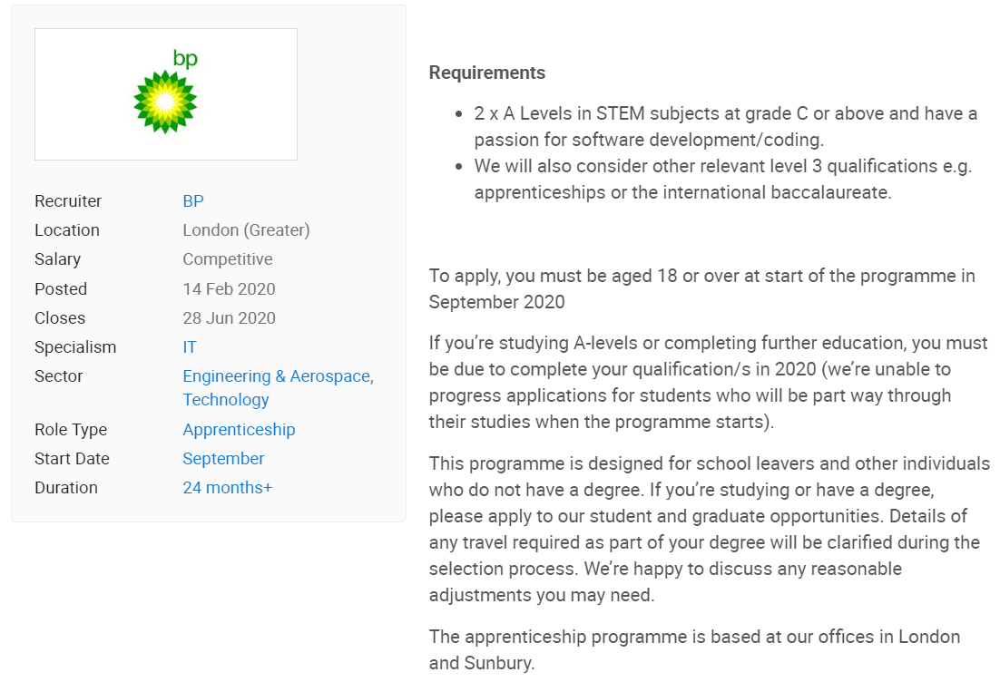 bp
Recruiter BP
Location London (Greater)
Salary Competitive
Posted 14 Feb 2020
Closes 28 Jun 2020
Specialism IT
Sector Engineering & Aerospace,
Technology
Role Type Apprenticeship
Start Date September
Duration 24 months+
Requirements
• 2 x A Levels in STEM subjects at grade C or above and have a
passion for software development/coding.
• We will also consider other relevant level 3 qualifications e.g.
apprenticeships or the international baccalaureate.
To apply, you must be aged 18 or over at start of the programme in
September 2020
If you’re studying A-levels or completing further education, you must
be due to complete your qualification/s in 2020 (we’re unable to
progress applications for students who will be part way through
their studies when the programme starts).
This programme is designed for school leavers and other individuals
who do not have a degree. If you’re studying or have a degree,
please apply to our student and graduate opportunities. Details of
any travel required as part of your degree will be clarified during the
selection process. We’re happy to discuss any reasonable
adjustments you may need.
The apprenticeship programme is based at our offices in London
and Sunbury.